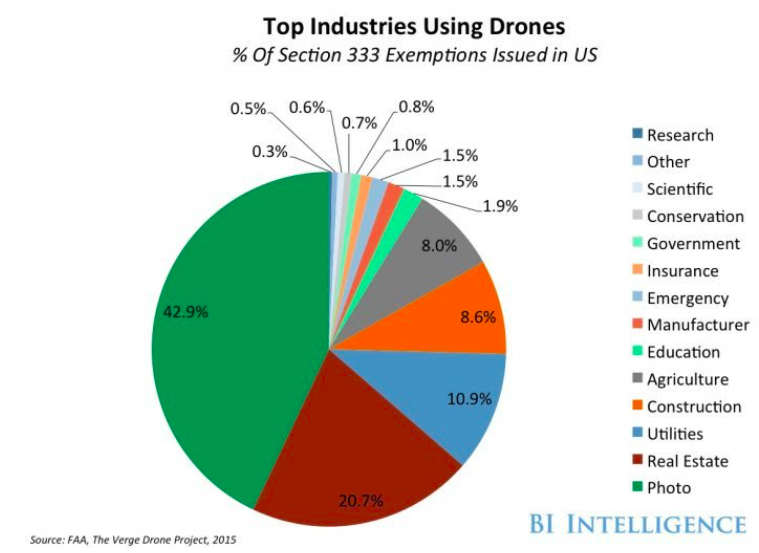 Top Industries Using Drones
% Of Section 333 Exemptions Issued in US
0.5%
0.6%
0.8%
0.7%
0.3%
1.0%
1.5%
1.5%
1.9%
8.0%
42.9%
8.6%
10.9%
20.7%
Research
Other
Scientific
Conservation
Government
Insurance
Emergency
Manufacturer
Education
Agriculture
Construction
Utilities
Real Estate
Photo
BI INTELLIGENCE
Source: FAA, The Verge Drone Project, 2015